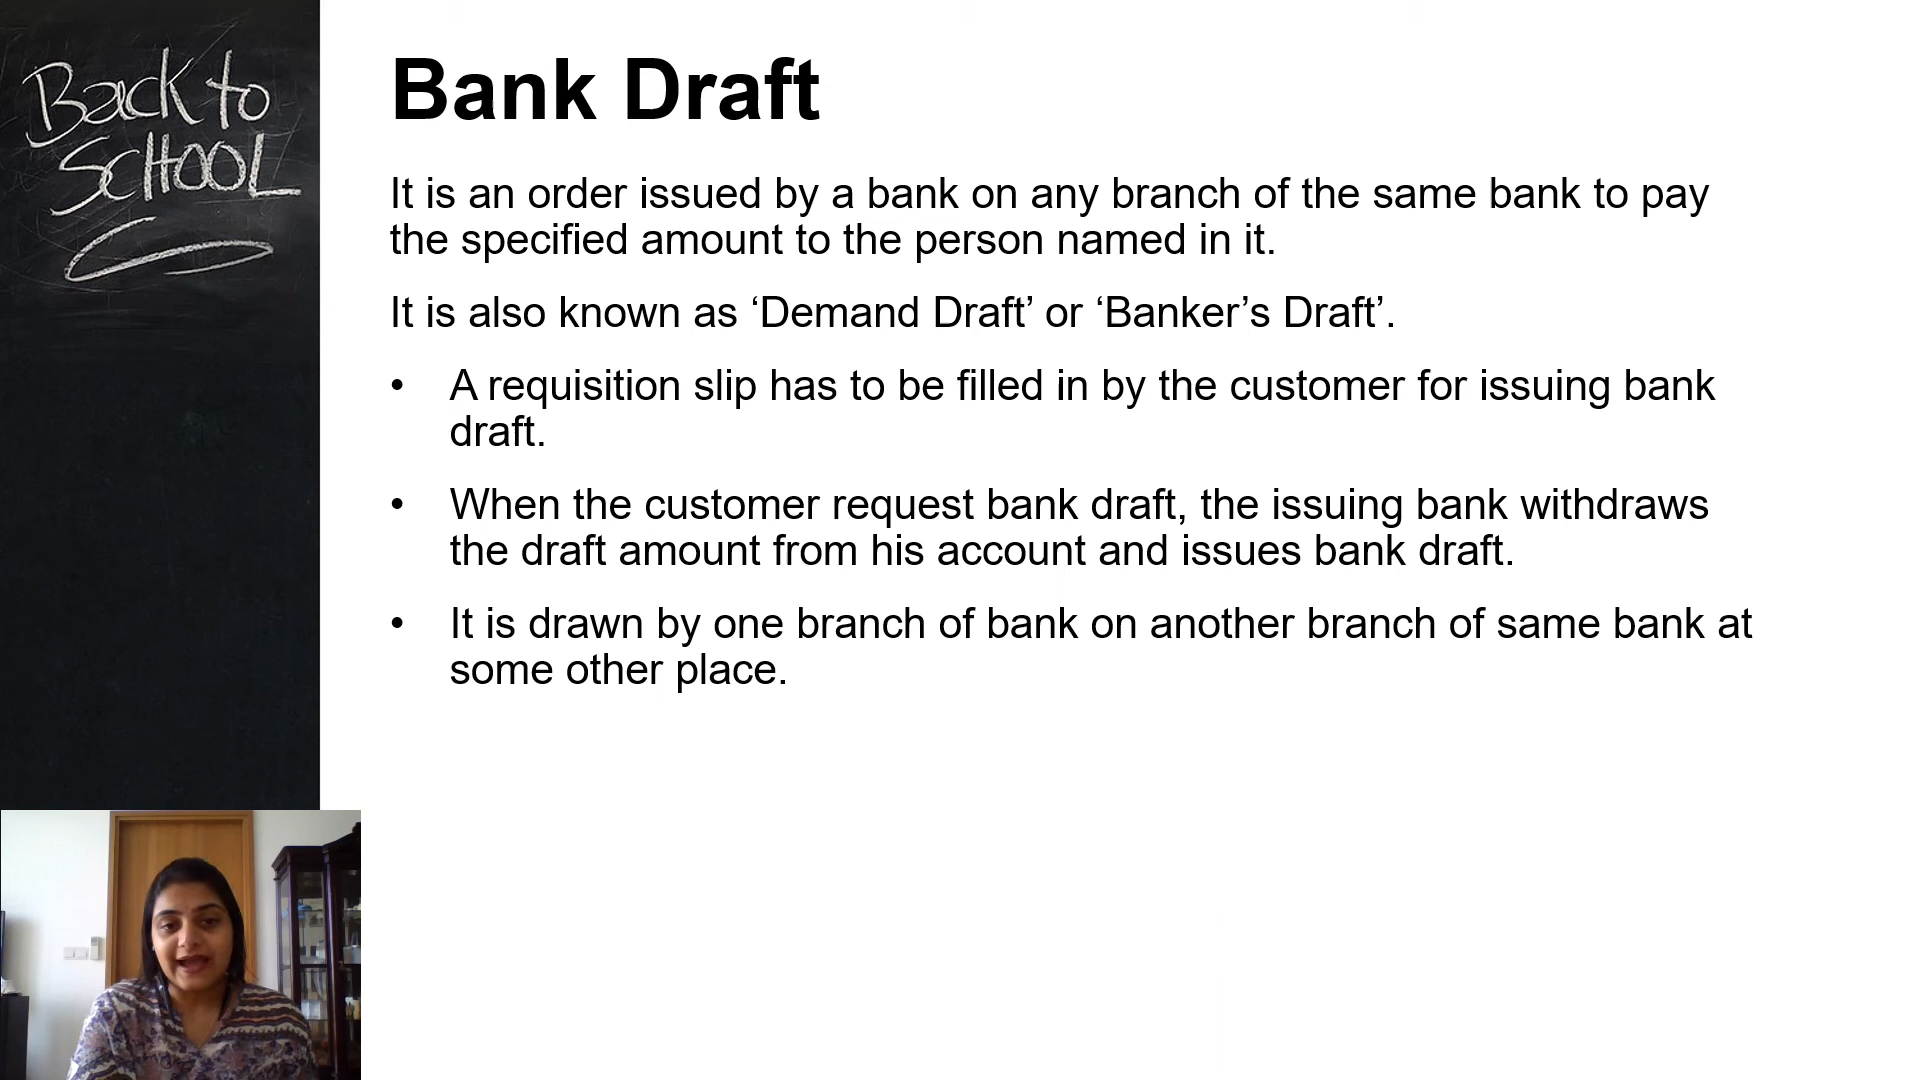 Back to
SCHOOL
Bank Draft
It is an order issued by a bank on any branch of the same bank to pay
the specified amount to the person named in it.
It is also known as ‘Demand Draft’ or ‘Banker’s Draft’.
• A requisition slip has to be filled in by the customer for issuing bank
draft.
• When the customer request bank draft, the issuing bank withdraws
the draft amount from his account and issues bank draft.
• It is drawn by one branch of bank on another branch of same bank at
some other place.